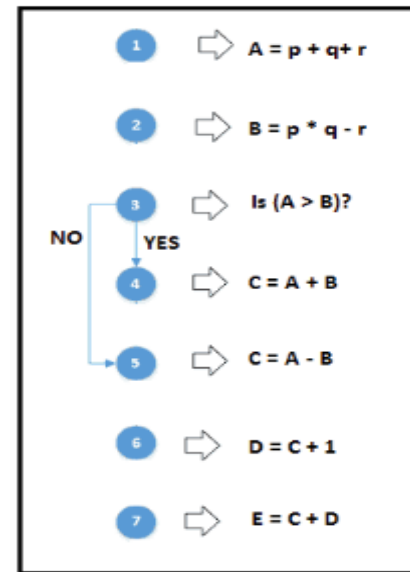 1 A = p + q+ r
2 B = p * q - r
3 Is (A > B)?
NO YES
4 C = A + B
5 C = A - B
6 D = C + 1
7 E = C + D